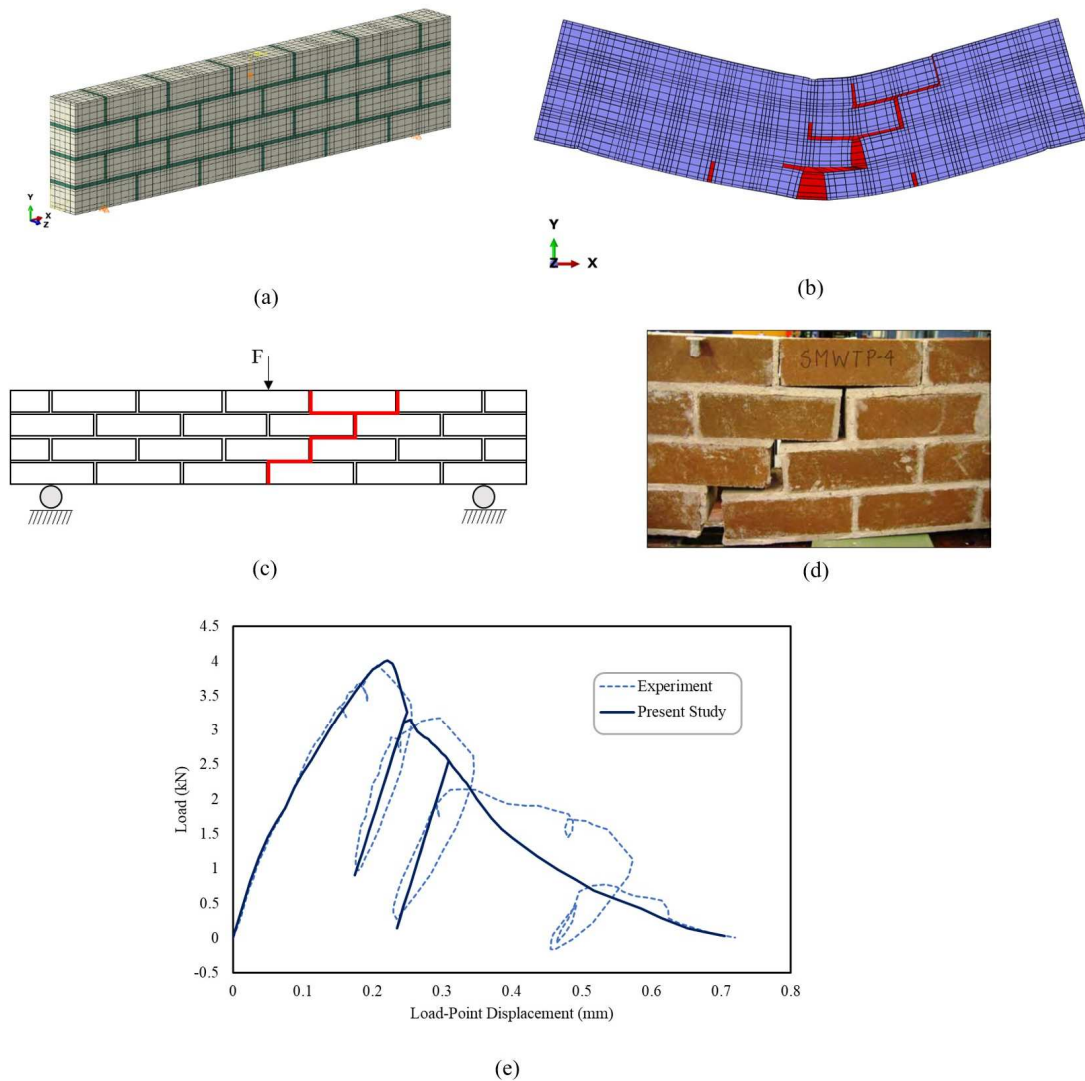 (a)
Y
X
Z
(b)
Y
Z
X
(c)
F
(d)
SMWTP-4
(e)
4.5
4
3.5
3
2.5
2
1.5
1
0.5
0
-0.5
Load (kN)
Experiment
Present Study
0 0.1 0.2 0.3 0.4 0.5 0.6 0.7 0.8
Load-Point Displacement (mm)